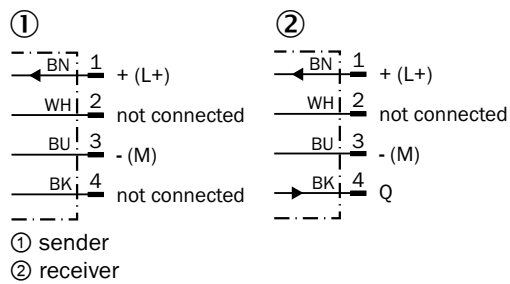 ① ②
BN 1 + (L+) BN 1 + (L+)
WH 2 not connected WH 2 not connected
BU 3 - (M) BU 3 - (M)
BK 4 not connected BK 4 Q
① sender
② receiver